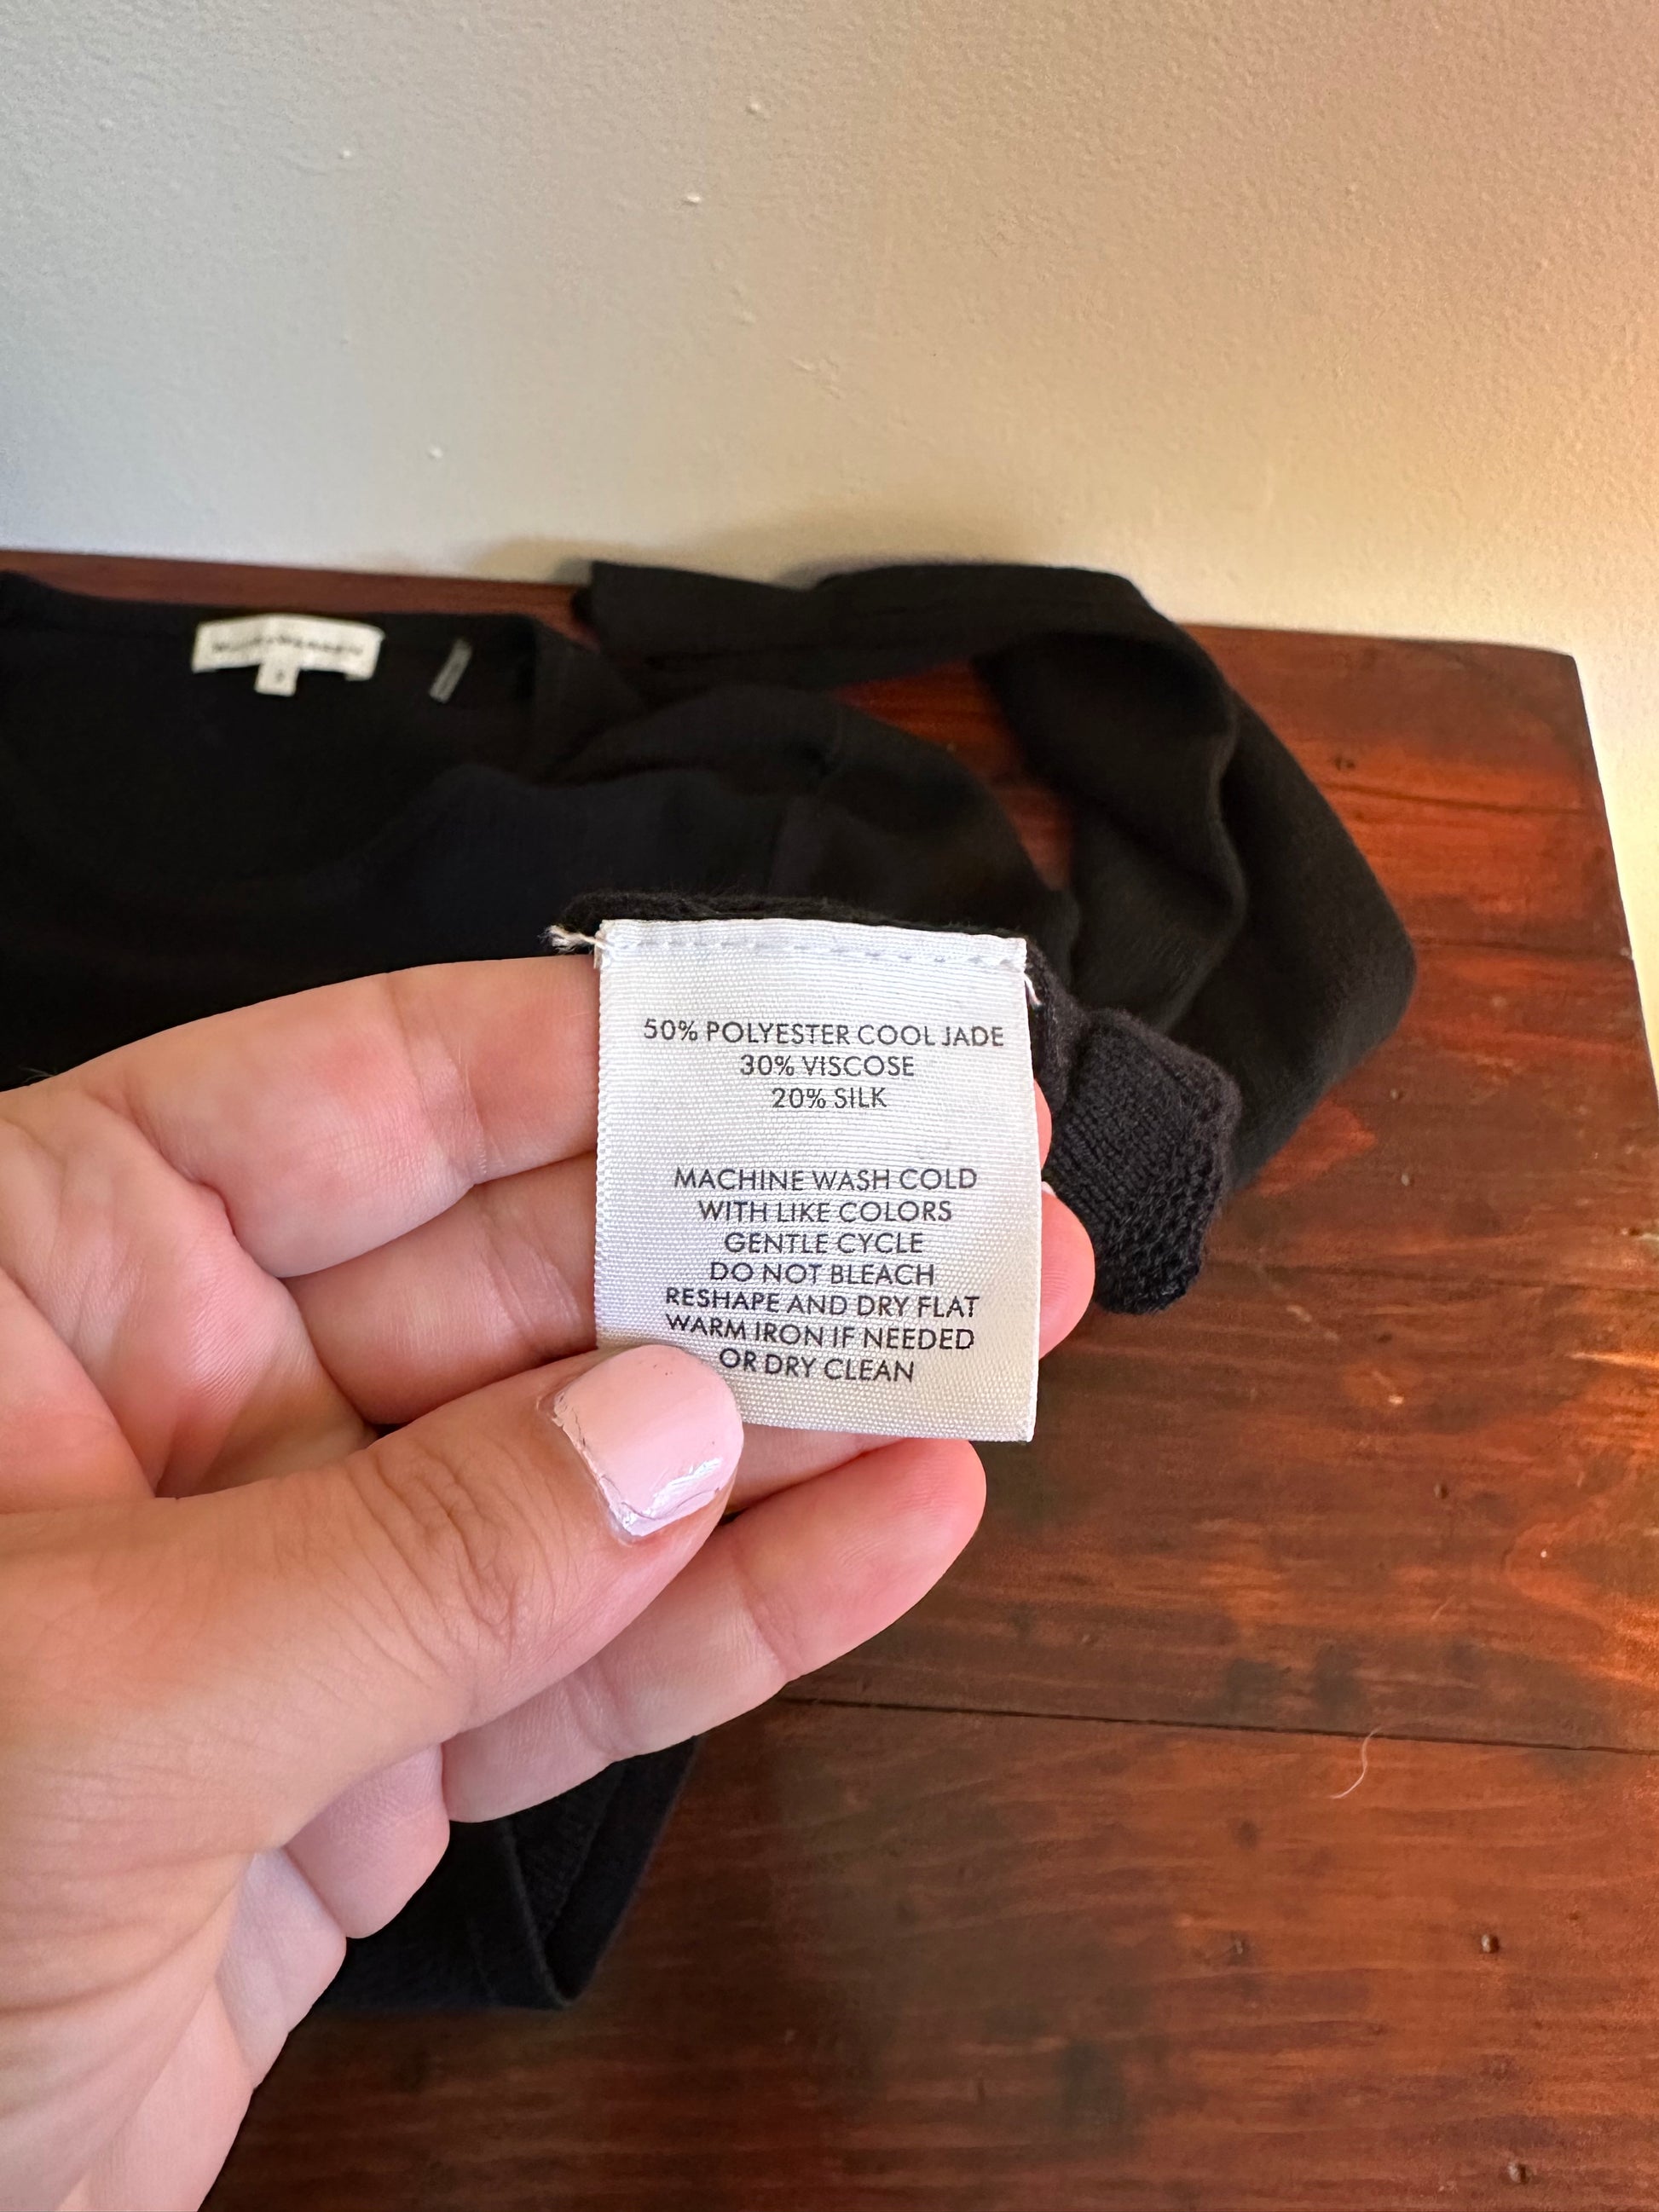 50% POLYESTER COOL JADE
30% VISCOSE
20% SILK
MACHINE WASH COLD
WITH LIKE COLORS
GENTLE CYCLE
DO NOT BLEACH
RESHAPE AND DRY FLAT
WARM IRON IF NEEDED
OR DRY CLEAN